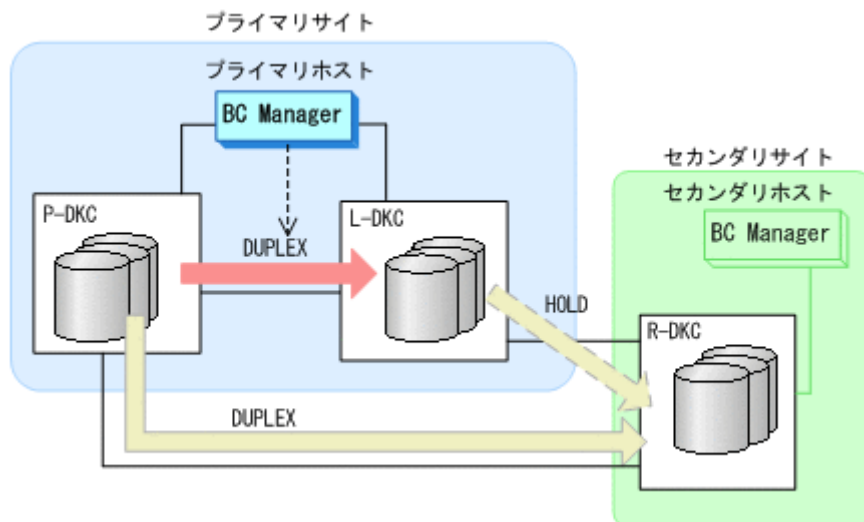 プライマリサイト
プライマリホスト
BC Manager
セカンダリサイト
セカンダリホスト
BC Manager
P-DKC
L-DKC
DUPLEX
HOLD
R-DKC
DUPLEX